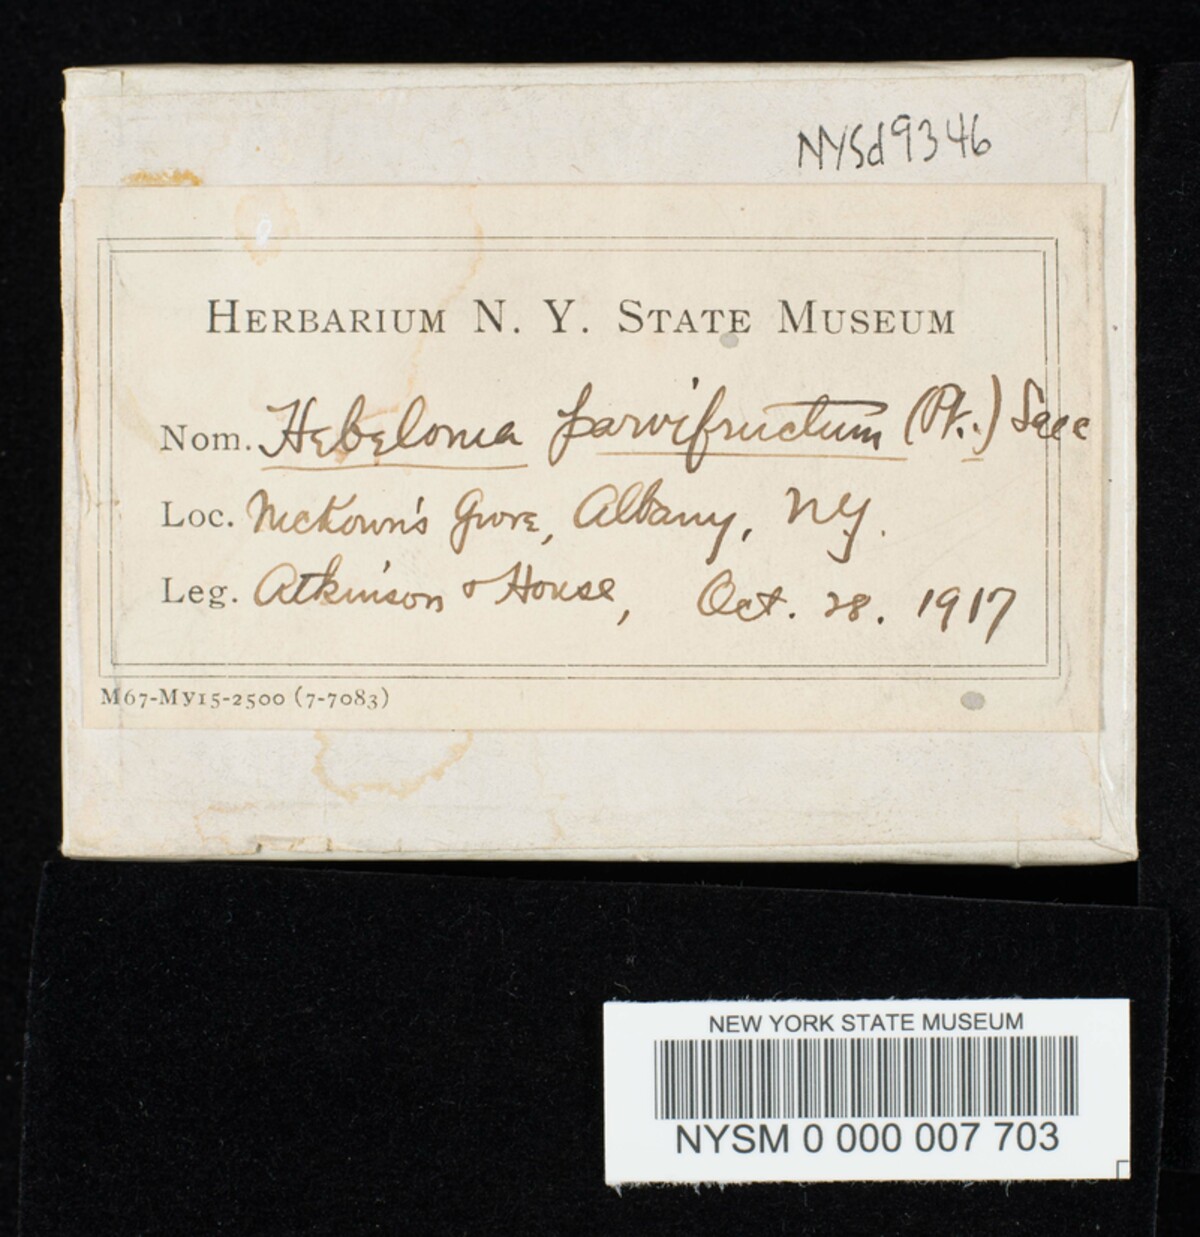 NYSd9346
HERBARIUM N. Y. STATE MUSEUM
Nom. Hebeloma parvifructum (Pk.) Sacc
Loc. McKown's Grove, Albany, NY.
Leg. Atkinson & House, Oct. 28. 1917
M67-My15-2500 (7-7083)
NEW YORK STATE MUSEUM
NYSM 0 000 007 703